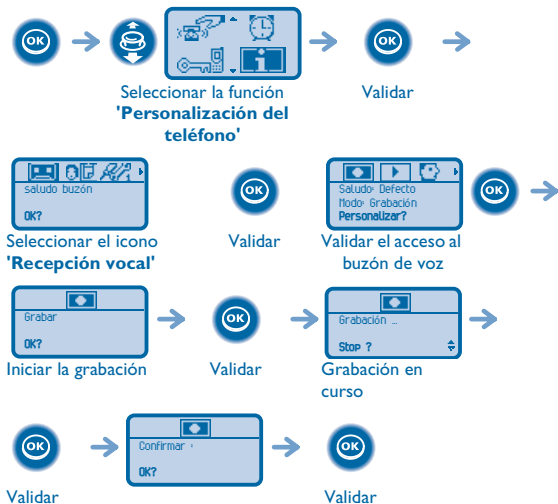 OK
OK
Seleccionar la función
'Personalización del
teléfono'
Validar
saludo buzón
OK?
Seleccionar el icono
'Recepción vocal'
OK
Validar
Saludo: Defecto
Modo: Grabación
Personalizar?
Validar el acceso al
buzón de voz
OK
Grabar
OK?
Iniciar la grabación
OK
Validar
Grabación ...
Stop ?
Grabación en
curso
OK
Validar
Confirmar :
OK?
OK
Validar